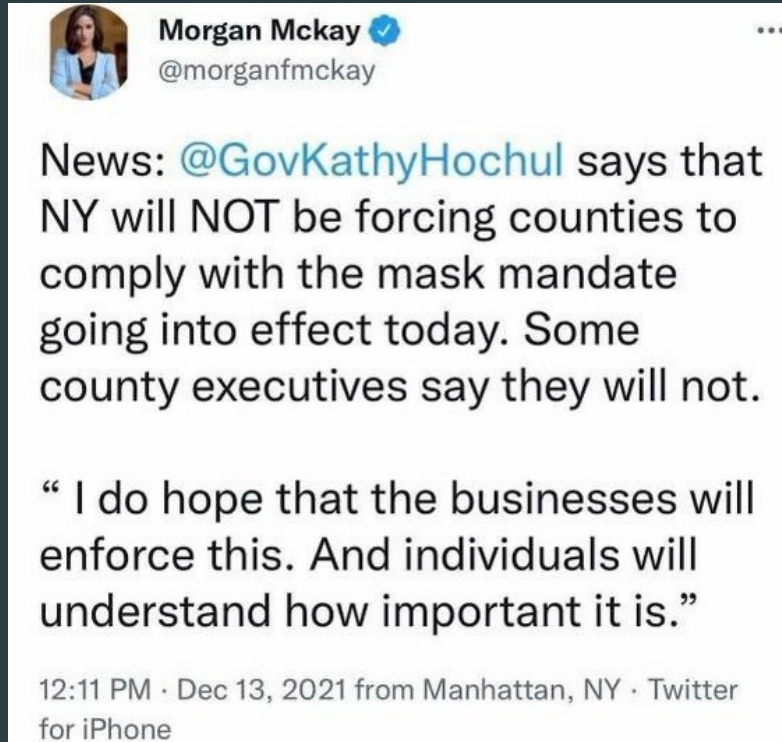 Morgan Mckay
@morganfmckay
News: @GovKathyHochul says that
NY will NOT be forcing counties to
comply with the mask mandate
going into effect today. Some
county executives say they will not.
“ I do hope that the businesses will
enforce this. And individuals will
understand how important it is.”
12:11 PM · Dec 13, 2021 from Manhattan, NY · Twitter
for iPhone